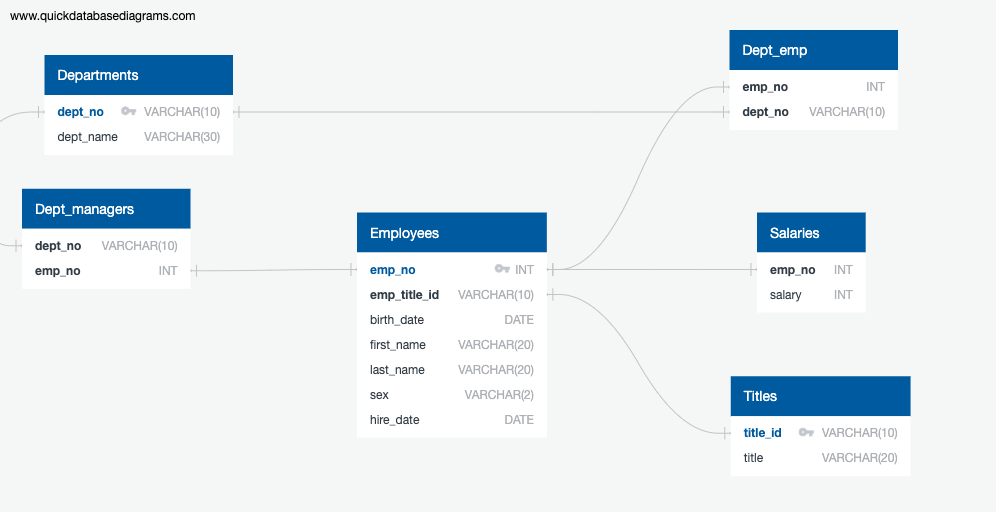 www.quickdatabasediagrams.com
Departments
dept_no VARCHAR(10)
dept_name VARCHAR(30)
Dept_emp
emp_no INT
dept_no VARCHAR(10)
Dept_managers
dept_no VARCHAR(10)
emp_no INT
Employees
emp_no INT
emp_title_id VARCHAR(10)
birth_date DATE
first_name VARCHAR(20)
last_name VARCHAR(20)
sex VARCHAR(2)
hire_date DATE
Salaries
emp_no INT
salary INT
Titles
title_id VARCHAR(10)
title VARCHAR(20)